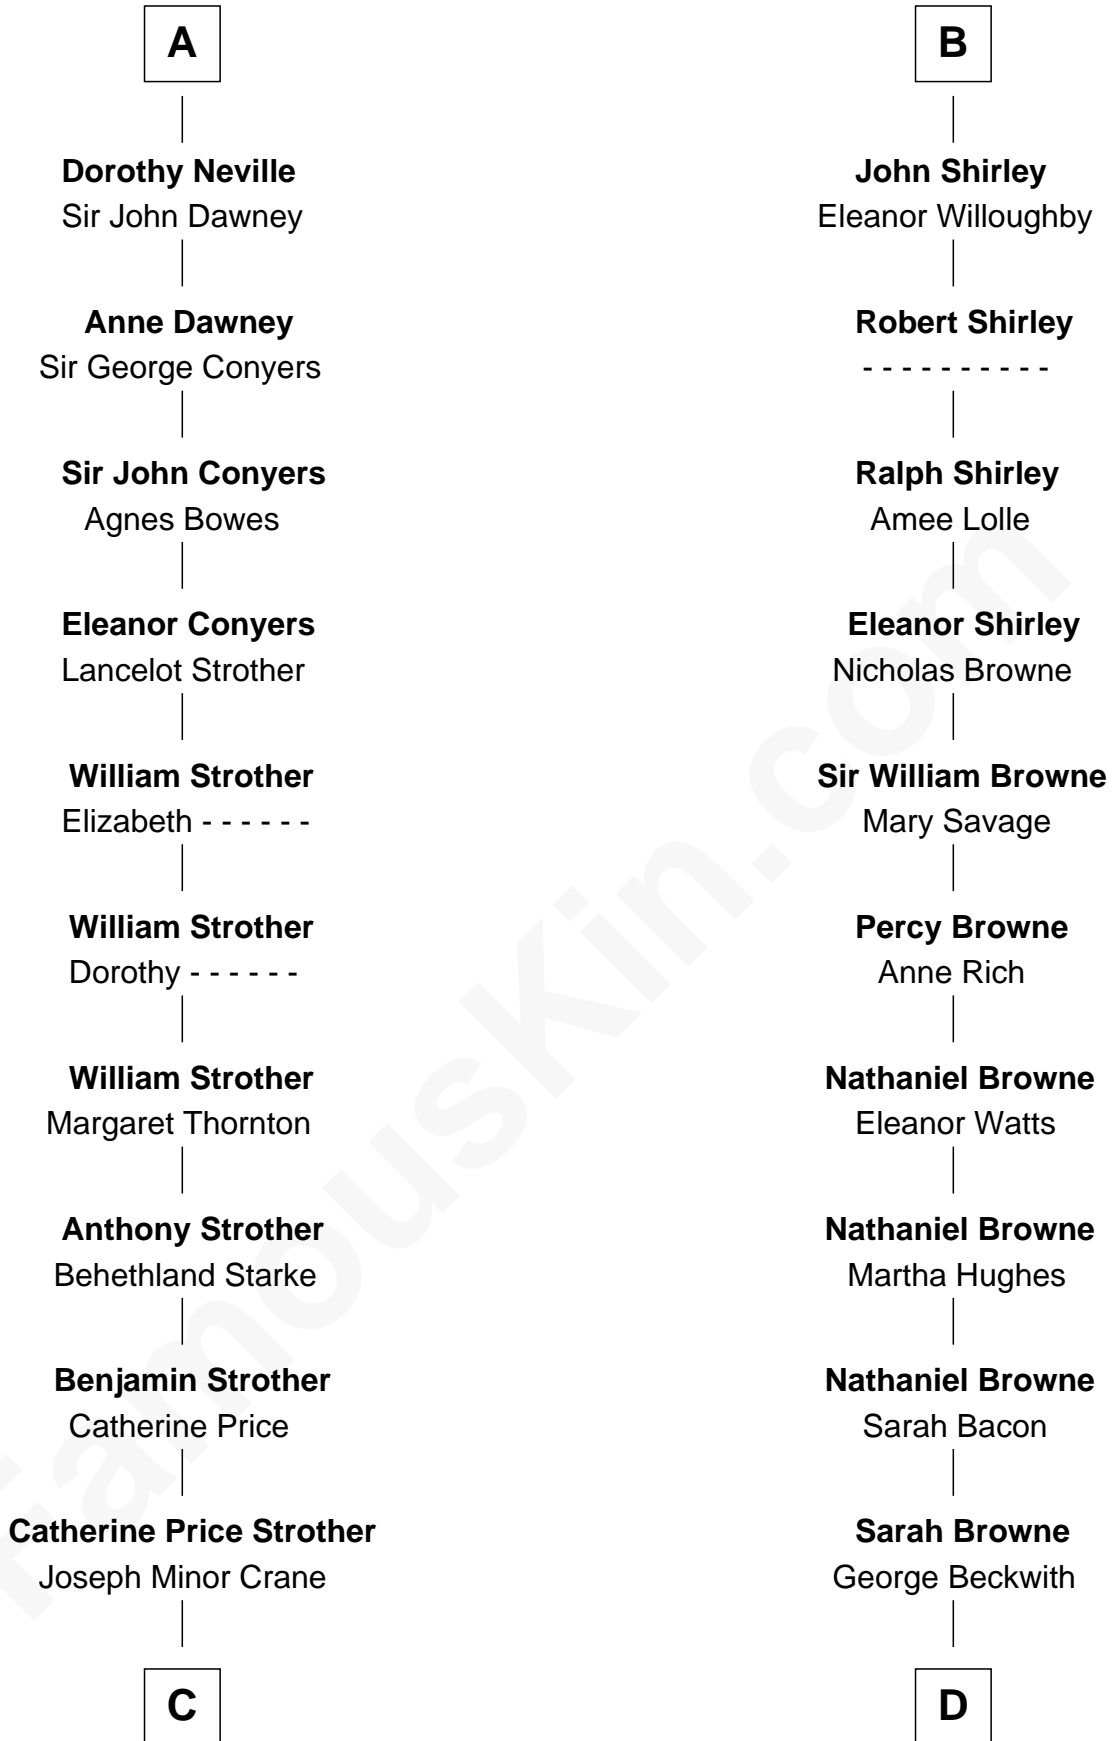 A
Dorothy Neville
Sir John Dawney
Anne Dawney
Sir George Conyers
Sir John Conyers
Agnes Bowes
Eleanor Conyers
Lancelot Strother
William Strother
Elizabeth - - - - - -
William Strother
Dorothy - - - - - -
William Strother
Margaret Thornton
Anthony Strother
Behethland Starke
Benjamin Strother
Catherine Price
Catherine Price Strother
Joseph Minor Crane
C
B
John Shirley
Eleanor Willoughby
Robert Shirley
- - - - - - - - - -
Ralph Shirley
Amee Lolle
Eleanor Shirley
Nicholas Browne
Sir William Browne
Mary Savage
Percy Browne
Anne Rich
Nathaniel Browne
Eleanor Watts
Nathaniel Browne
Martha Hughes
Nathaniel Browne
Sarah Bacon
Sarah Browne
George Beckwith
D
FamousKin.com